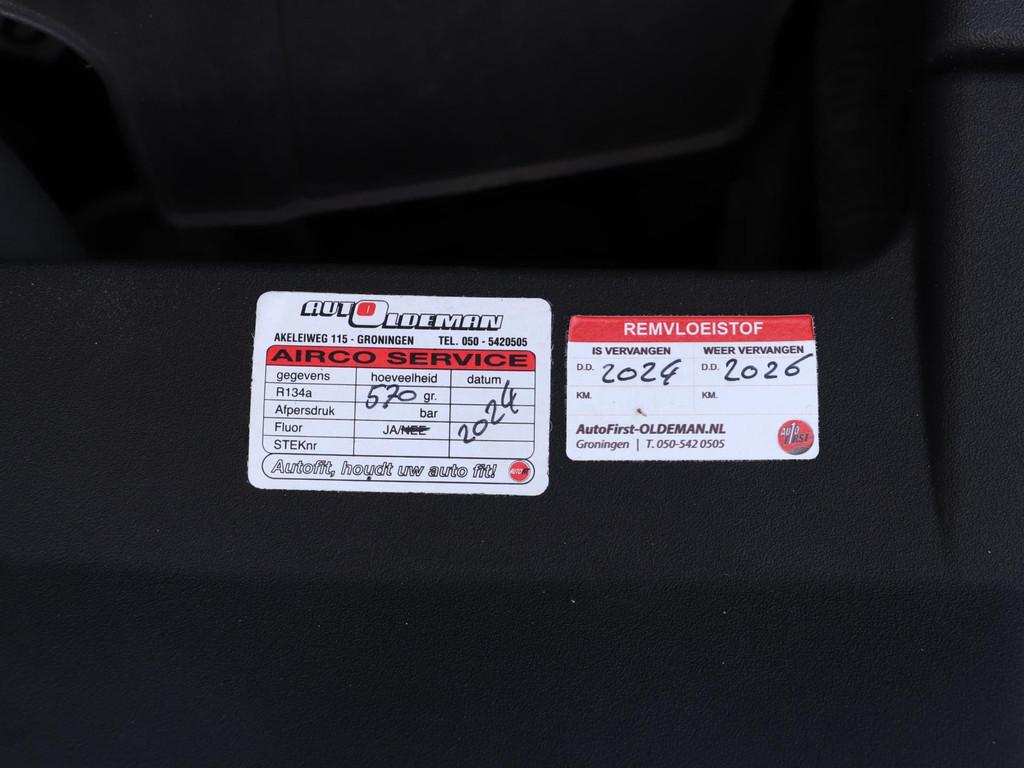 AUTOOLDEMAN
AKELEIWEG 115 - GRONINGEN TEL. 050 - 5420505
AIRCO SERVICE
gegevens hoeveelheid datum
R134a 570 gr.
Afpersdruk bar 2024
Fluor JA/NEE
STEKnr
Autofit, houdt uw auto fit!
REMVLOEISTOF
IS VERVANGEN WEER VERVANGEN
D.D. 2024 D.D. 2026
KM. KM.
AutoFirst-OLDEMAN.NL
Groningen | T. 050-542 0505